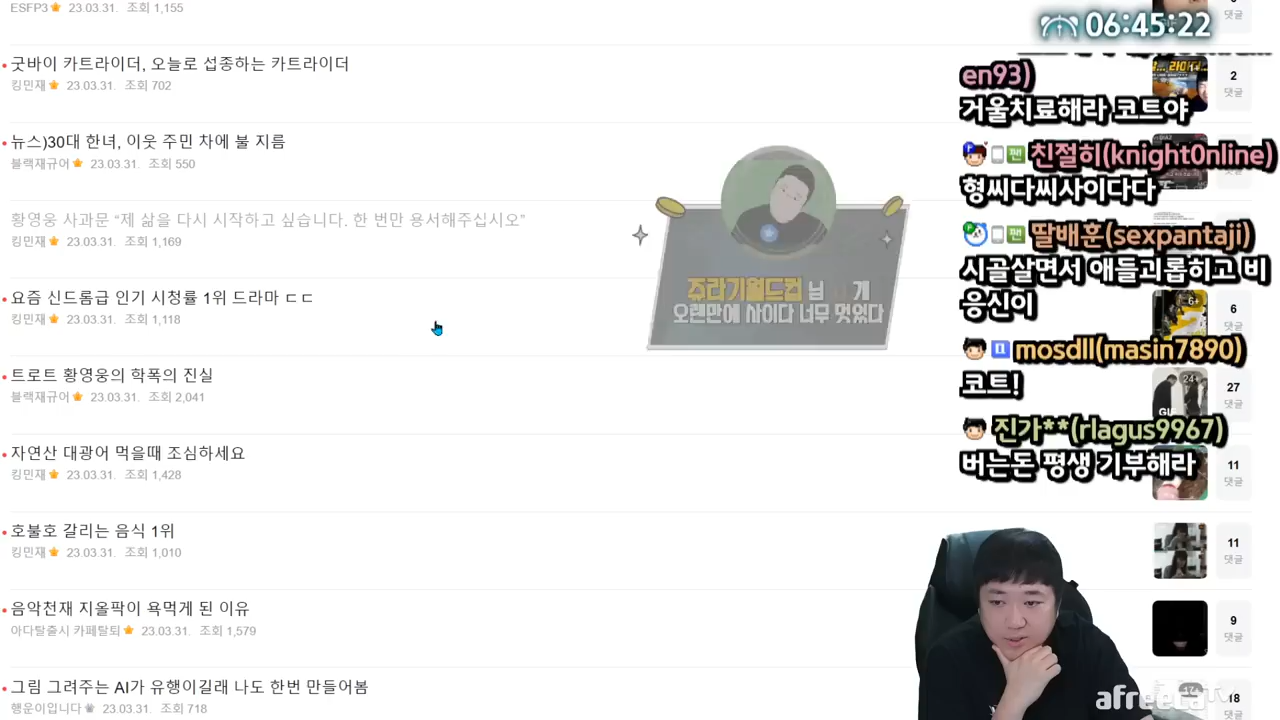 ESFP3 23.03.31. 조회 1,155
댓글
06:45:22
굿바이 카트라이더, 오늘로 섭종하는 카트라이더
킹민재 23.03.31. 조회 702
2
댓글
뉴스)30대 한녀, 이웃 주민 차에 불 지름
블랙재규어 23.03.31. 조회 550
황영웅 사과문 “제 삶을 다시 시작하고 싶습니다. 한 번만 용서해주십시오”
킹민재 23.03.31. 조회 1,169
요즘 신드롬급 인기 시청률 1위 드라마 ㄷㄷ
킹민재 23.03.31. 조회 1,118
6+
6
댓글
트로트 황영웅의 학폭의 진실
블랙재규어 23.03.31. 조회 2,041
24+
27
댓글
자연산 대광어 먹을때 조심하세요
킹민재 23.03.31. 조회 1,428
11
댓글
호불호 갈리는 음식 1위
킹민재 23.03.31. 조회 1,010
11
댓글
음악천재 지올팍이 욕먹게 된 이유
아다탈출시 카페탈퇴 23.03.31. 조회 1,579
9
댓글
그림 그려주는 AI가 유행이길래 나도 한번 만들어봄
행운이입니다 23.03.31. 조회 718
18
댓글
쥬라기월드컵 님 게
오랜만에 사이다 너무 멋있다
en93)
거울치료해라 코트야
친절히(knight0nline)
형씨다씨사이다다
딸배훈(sexpantaji)
시골살면서 애들괴롭히고 비
응신이
mosdll(masin7890)
코트!
진가**(rlagus9967)
버는돈 평생 기부해라
afreecaTV